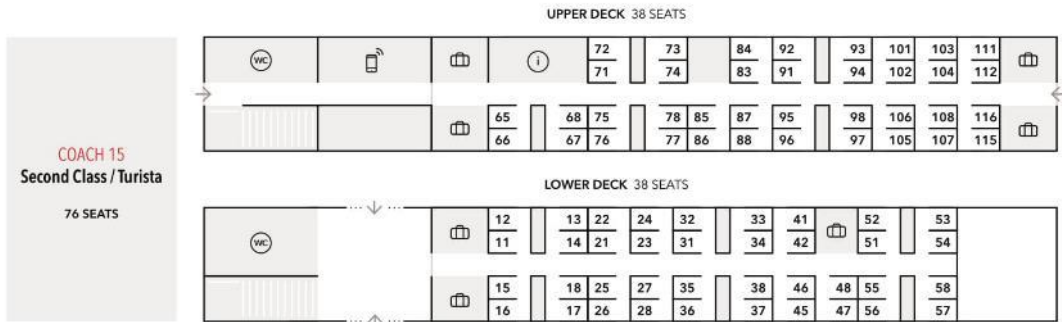 UPPER DECK 38 SEATS
WC i 72 73 84 92 93 101 103 111
71 74 83 91 94 102 104 112
65 68 75 78 85 87 95 98 106 108 116
66 67 76 77 86 88 96 97 105 107 115
COACH 15
Second Class / Turista
76 SEATS
LOWER DECK 38 SEATS
WC 12 13 22 24 32 33 41 52 53
11 14 21 23 31 34 42 51 54
15 18 25 27 35 38 46 48 55 58
16 17 26 28 36 37 45 47 56 57